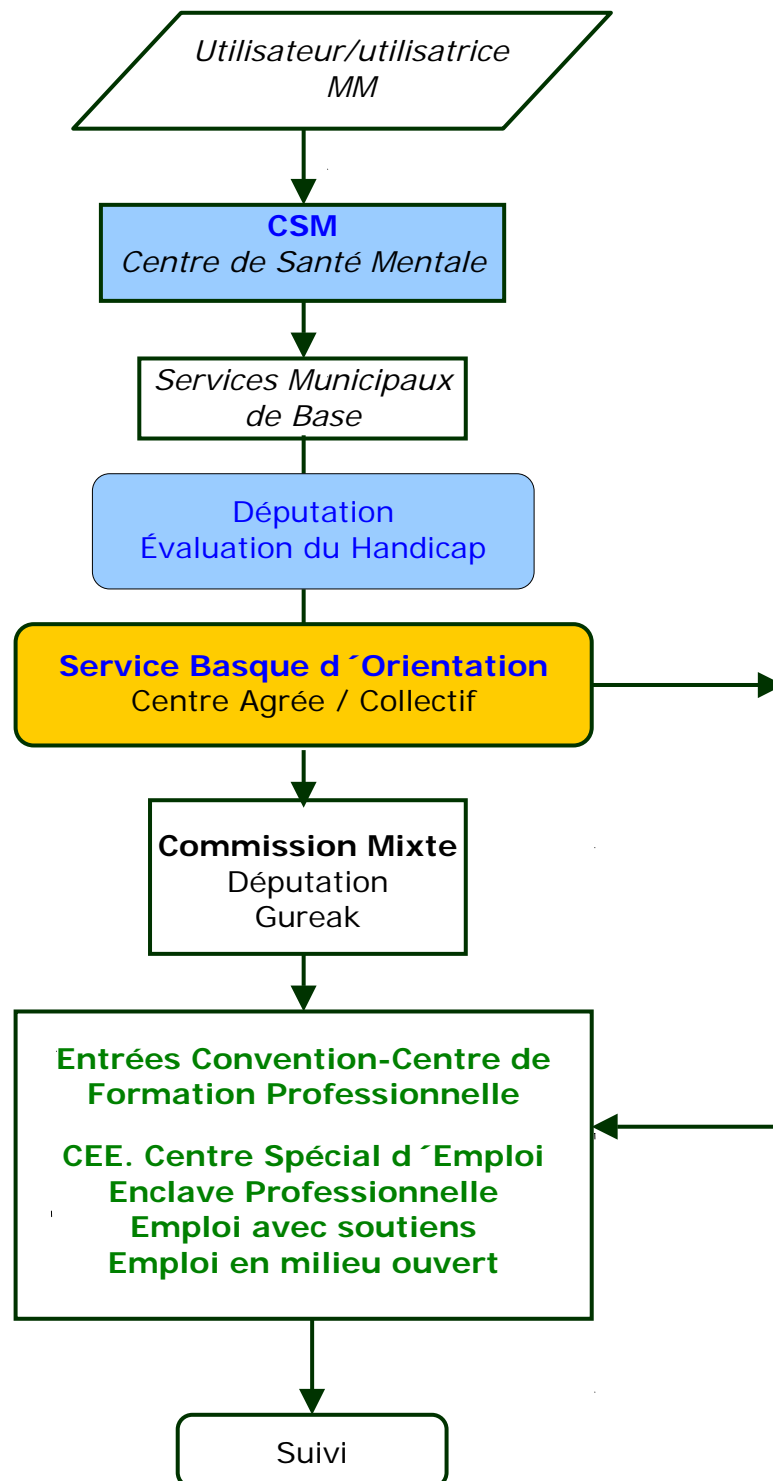 Utilisateur/utilisatrice
MM
CSM
Centre de Santé Mentale
Services Municipaux
de Base
Députation
Évaluation du Handicap
Service Basque d ´Orientation
Centre Agrée / Collectif
Commission Mixte
Députation
Gureak
Entrées Convention-Centre de
Formation Professionnelle
CEE. Centre Spécial d ´Emploi
Enclave Professionnelle
Emploi avec soutiens
Emploi en milieu ouvert
Suivi